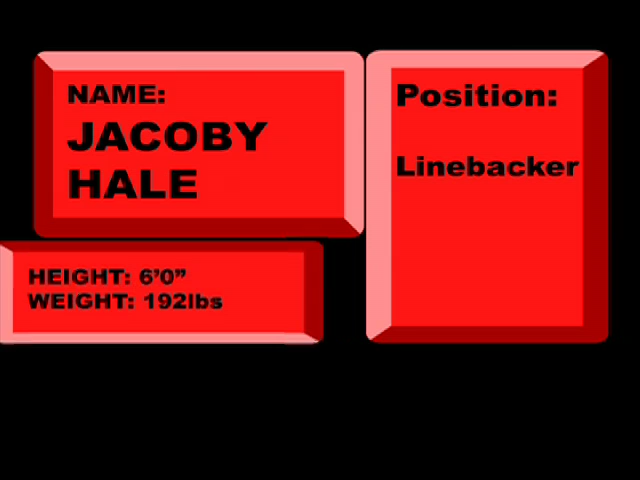 NAME:
JACOBY
HALE
Position:
Linebacker
HEIGHT: 6’0”
WEIGHT: 192lbs